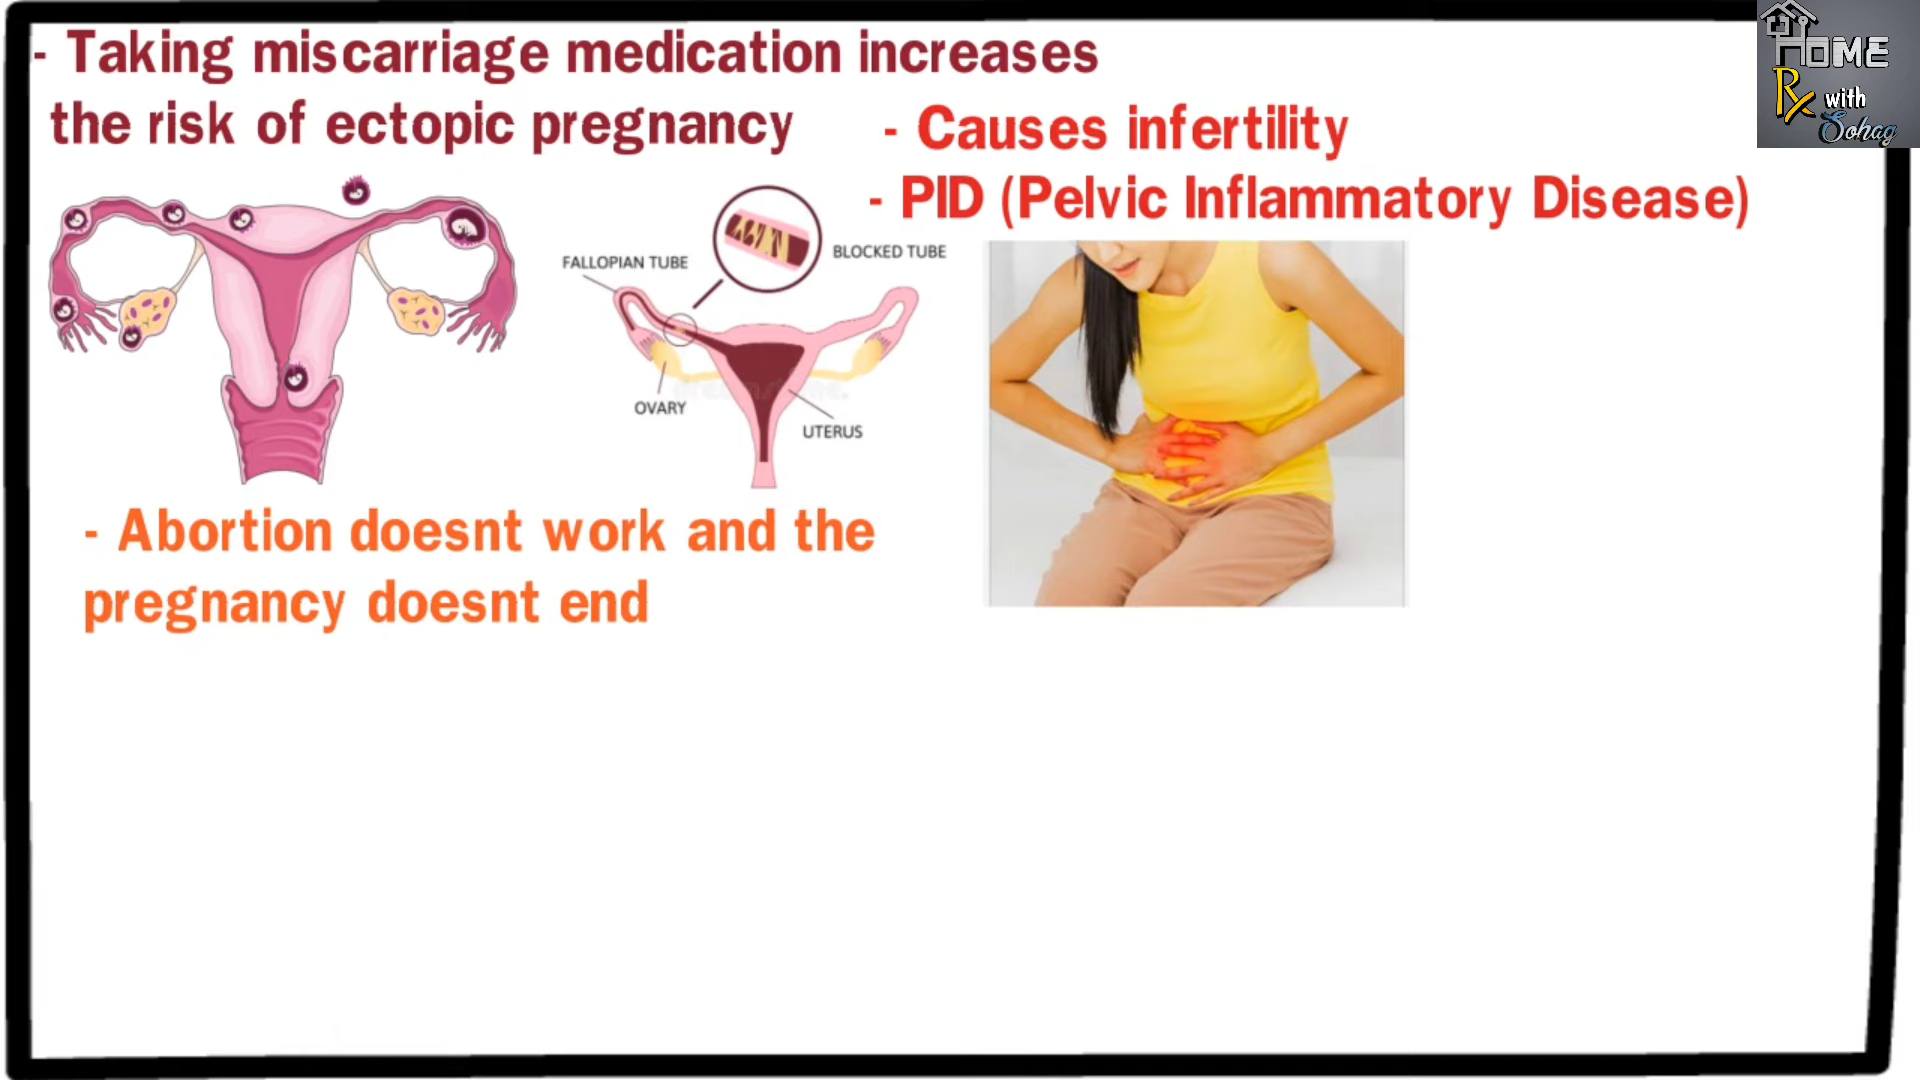 - Taking miscarriage medication increases
the risk of ectopic pregnancy
- Causes infertility
- PID (Pelvic Inflammatory Disease)
FALLOPIAN TUBE
BLOCKED TUBE
OVARY
UTERUS
- Abortion doesnt work and the
pregnancy doesnt end
HOME
Rx with
Sohag